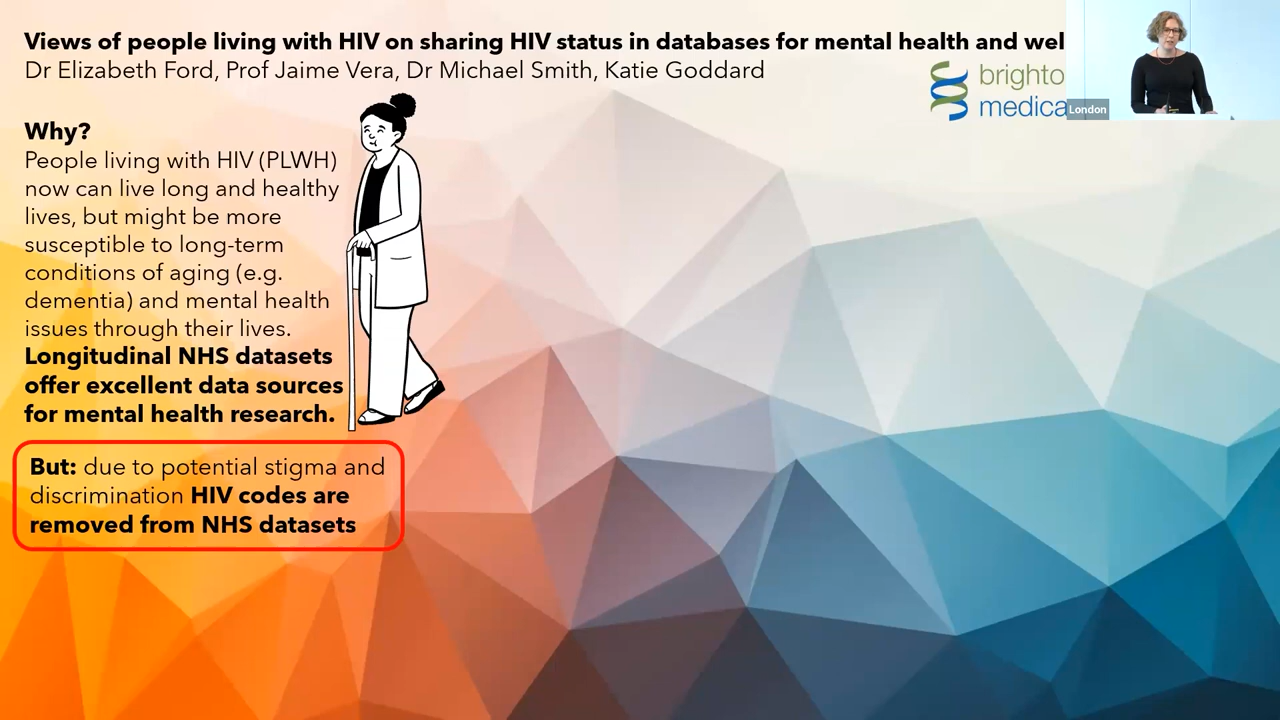 Views of people living with HIV on sharing HIV status in databases for mental health and wel
Dr Elizabeth Ford, Prof Jaime Vera, Dr Michael Smith, Katie Goddard
brighto
medica
London
Why?
People living with HIV (PLWH)
now can live long and healthy
lives, but might be more
susceptible to long-term
conditions of aging (e.g.
dementia) and mental health
issues through their lives.
Longitudinal NHS datasets
offer excellent data sources
for mental health research.
But: due to potential stigma and
discrimination HIV codes are
removed from NHS datasets